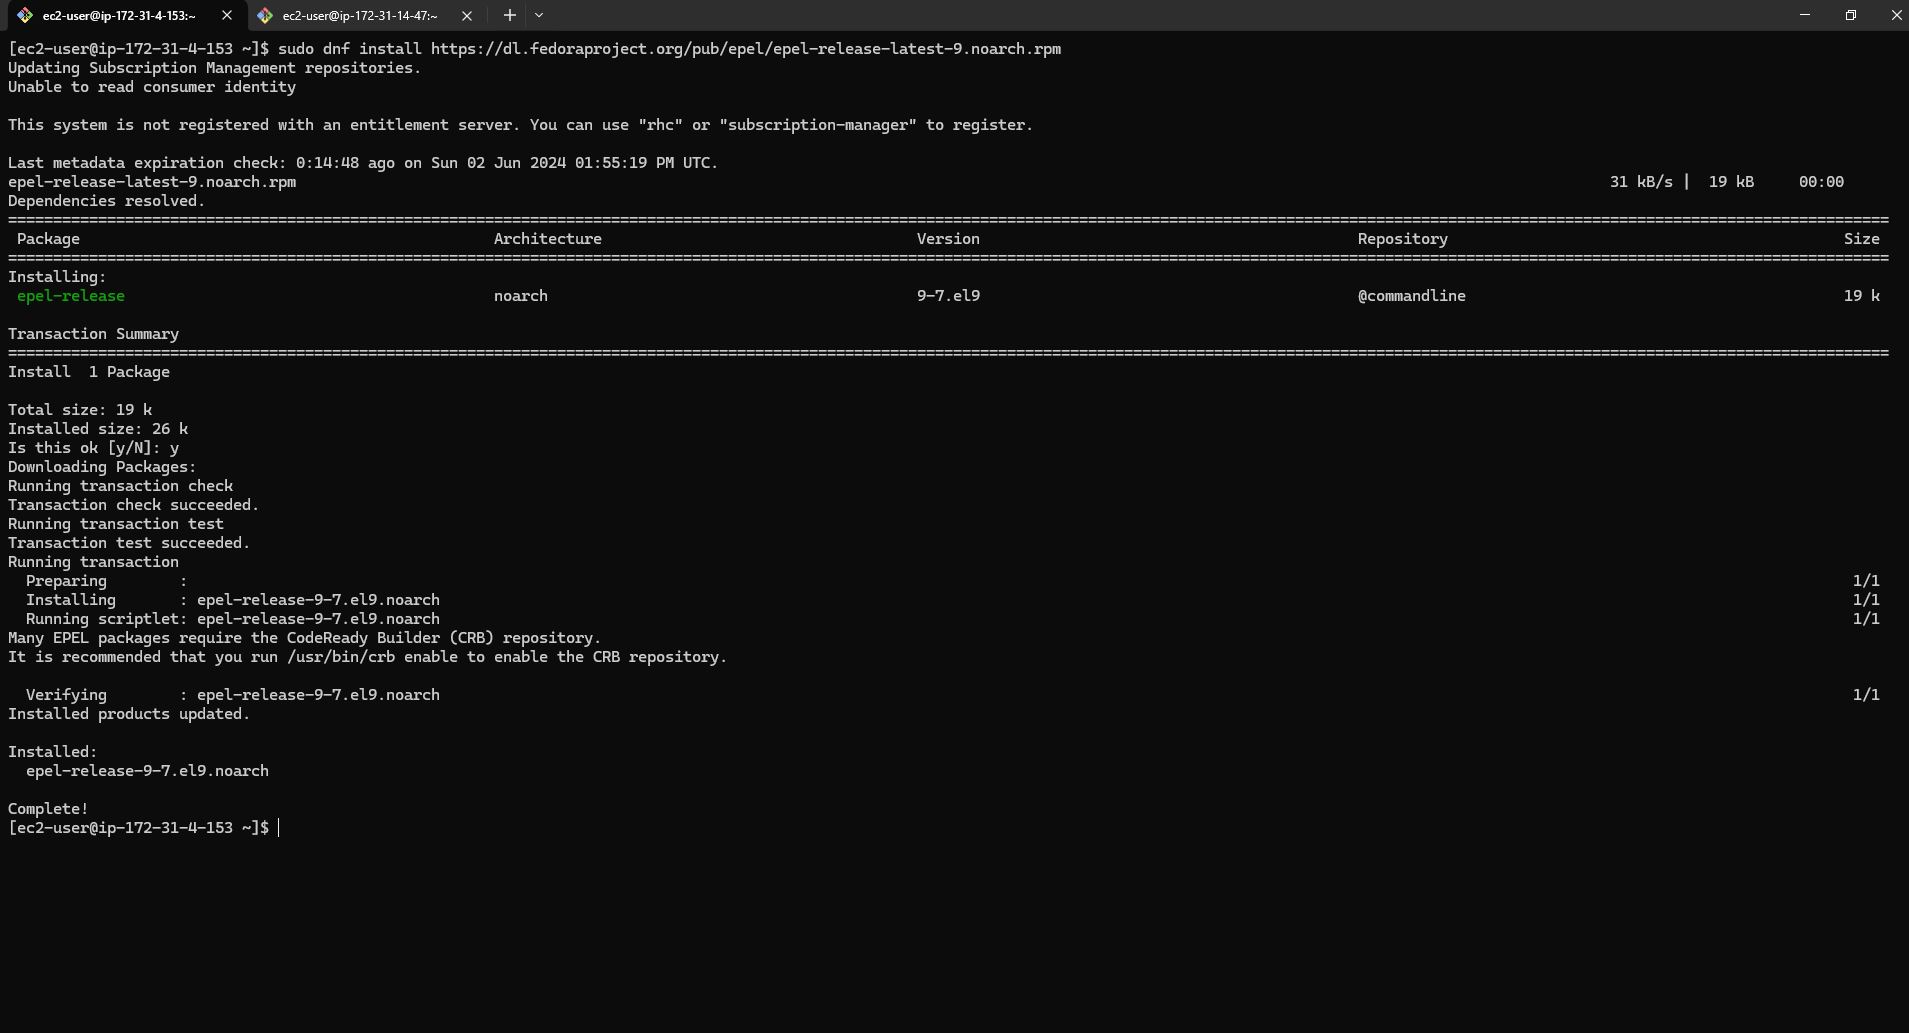 ec2-user@ip-172-31-4-153:~
ec2-user@ip-172-31-14-47:~
[ec2-user@ip-172-31-4-153 ~]$ sudo dnf install https://dl.fedoraproject.org/pub/epel/epel-release-latest-9.noarch.rpm
Updating Subscription Management repositories.
Unable to read consumer identity
This system is not registered with an entitlement server. You can use "rhc" or "subscription-manager" to register.
Last metadata expiration check: 0:14:48 ago on Sun 02 Jun 2024 01:55:19 PM UTC.
epel-release-latest-9.noarch.rpm 31 kB/s | 19 kB 00:00
Dependencies resolved.
Package Architecture Version Repository Size
Installing:
epel-release noarch 9-7.el9 @commandline 19 k
Transaction Summary
Install 1 Package
Total size: 19 k
Installed size: 26 k
Is this ok [y/N]: y
Downloading Packages:
Running transaction check
Transaction check succeeded.
Running transaction test
Transaction test succeeded.
Running transaction
Preparing : 1/1
Installing : epel-release-9-7.el9.noarch 1/1
Running scriptlet: epel-release-9-7.el9.noarch 1/1
Many EPEL packages require the CodeReady Builder (CRB) repository.
It is recommended that you run /usr/bin/crb enable to enable the CRB repository.
Verifying : epel-release-9-7.el9.noarch 1/1
Installed products updated.
Installed:
epel-release-9-7.el9.noarch
Complete!
[ec2-user@ip-172-31-4-153 ~]$